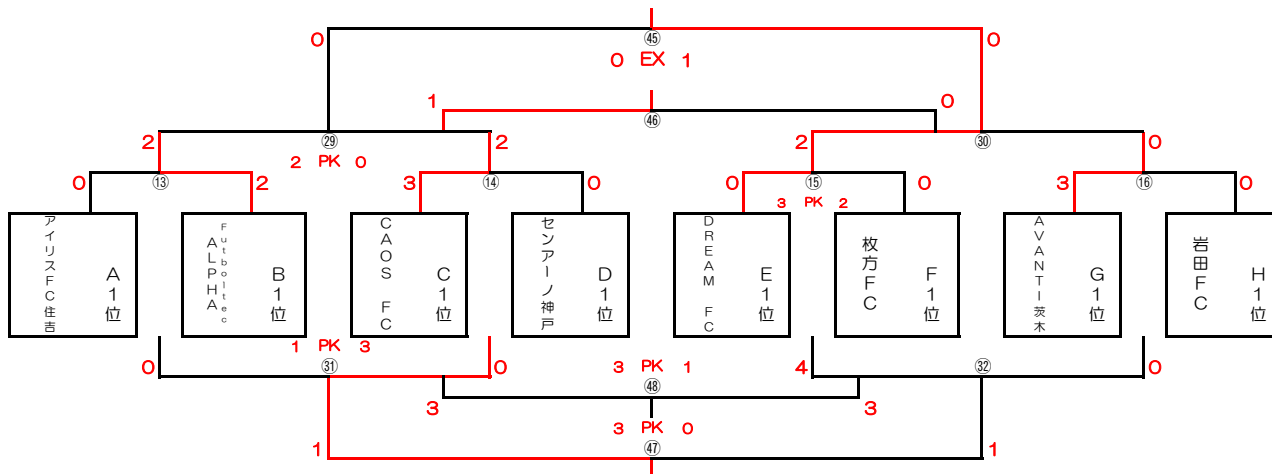 0 ㊺ 0
0 EX 1
1 ㊻ 0
2 ㉙ 2 2 ㉚ 0
2 PK 0
0 ⑬ 2 3 ⑭ 0 0 ⑮ 0 3 ⑯ 0
3 PK 2
アイリスFC住吉
A1位
Futboltec
ALPHA
B1位
CAOS FC
C1位
センアーノ神戸
D1位
DREAM FC
E1位
枚方FC
F1位
AVANTI茨木
G1位
岩田FC
H1位
1 PK 3
0 ㉛ 0 3 PK 1 4 ㉜ 0
㊽
3 3
3 PK 0
1 ㊼ 1